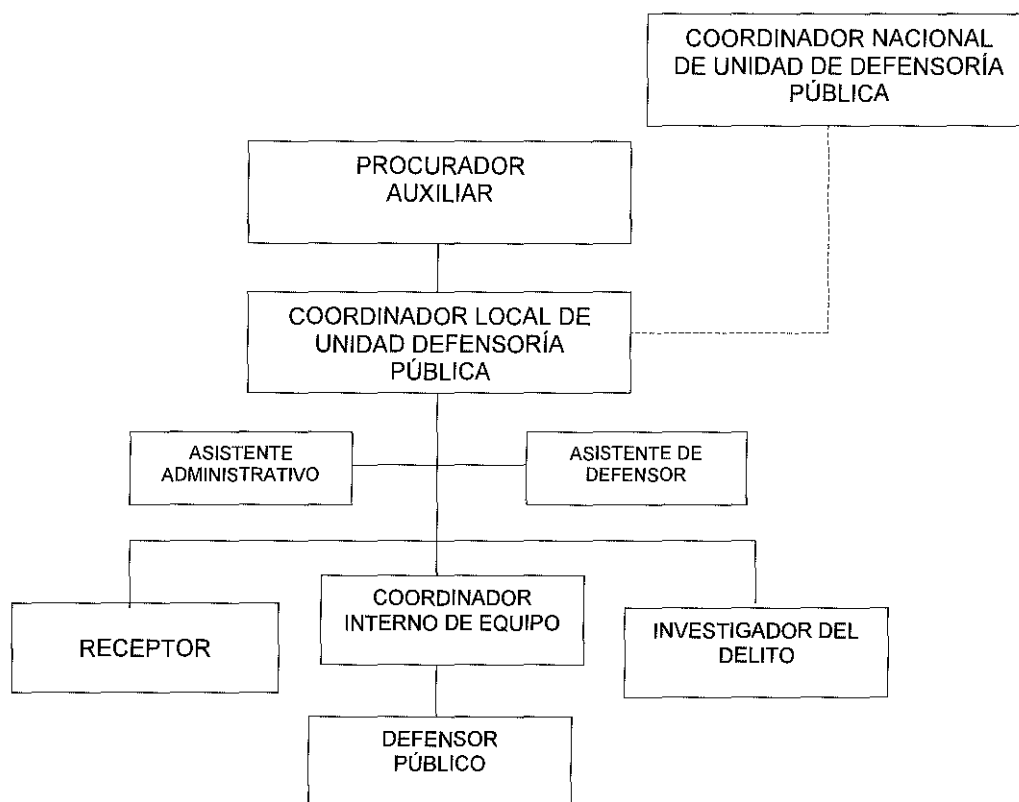 COORDINADOR NACIONAL
DE UNIDAD DE DEFENSORÍA
PÚBLICA
PROCURADOR
AUXILIAR
COORDINADOR LOCAL DE
UNIDAD DEFENSORÍA
PÚBLICA
ASISTENTE
ADMINISTRATIVO
ASISTENTE DE
DEFENSOR
RECEPTOR
COORDINADOR
INTERNO DE EQUIPO
INVESTIGADOR DEL
DELITO
DEFENSOR
PÚBLICO